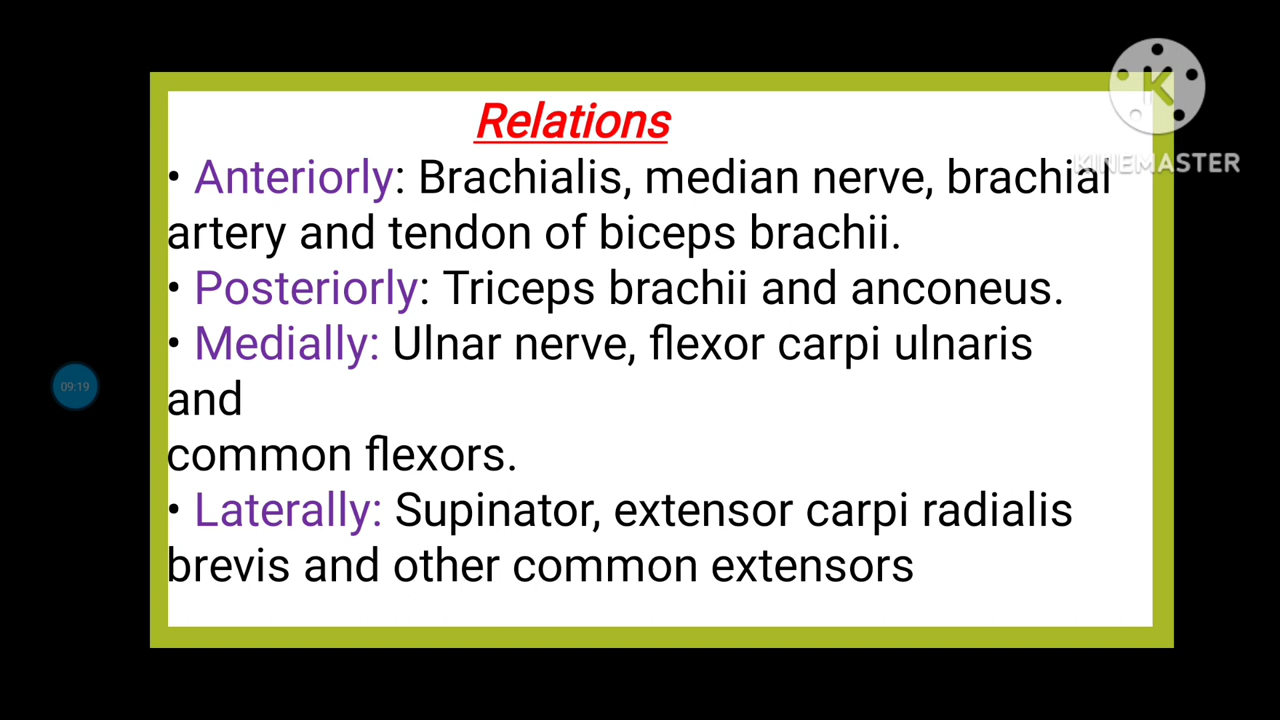 Relations
• Anteriorly: Brachialis, median nerve, brachial
artery and tendon of biceps brachii.
• Posteriorly: Triceps brachii and anconeus.
• Medially: Ulnar nerve, flexor carpi ulnaris
and
common flexors.
• Laterally: Supinator, extensor carpi radialis
brevis and other common extensors
K
KINEMASTER
09:19